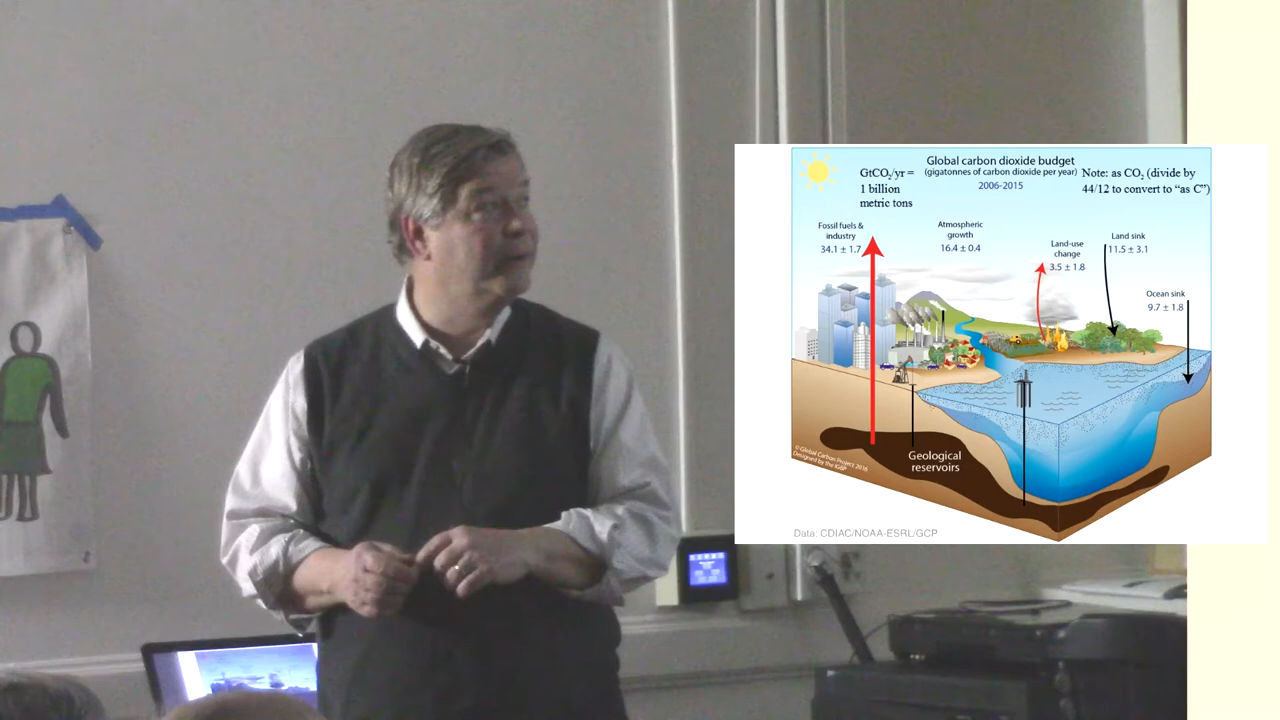 Global carbon dioxide budget
(gigatonnes of carbon dioxide per year)
2006-2015
GtCO₂/yr =
1 billion
metric tons
Note: as CO₂ (divide by
44/12 to convert to “as C”)
Fossil fuels &
industry
34.1 ± 1.7
Atmospheric
growth
16.4 ± 0.4
Land-use
change
3.5 ± 1.8
Land sink
11.5 ± 3.1
Ocean sink
9.7 ± 1.8
Geological
reservoirs
© Global Carbon Project 2016
Designed by the IGBP
Data: CDIAC/NOAA-ESRL/GCP